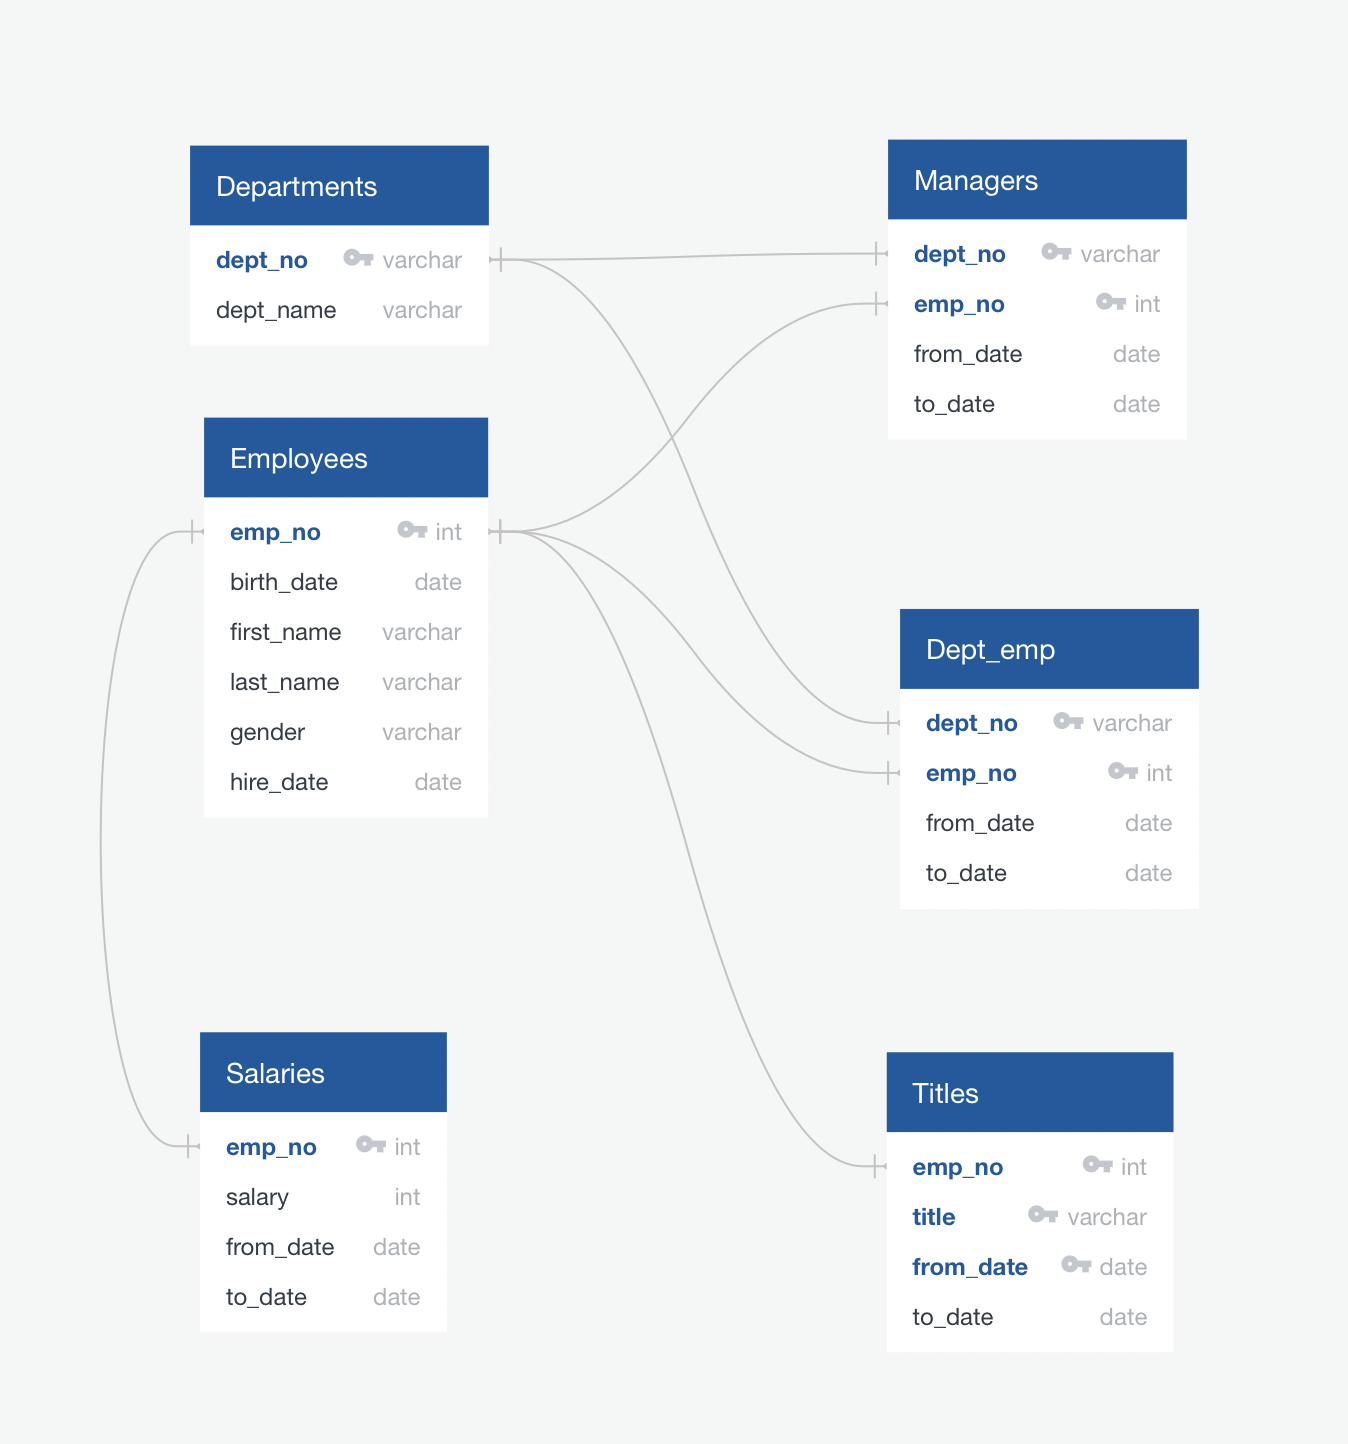 Departments
dept_no varchar
dept_name varchar
Employees
emp_no int
birth_date date
first_name varchar
last_name varchar
gender varchar
hire_date date
Salaries
emp_no int
salary int
from_date date
to_date date
Managers
dept_no varchar
emp_no int
from_date date
to_date date
Dept_emp
dept_no varchar
emp_no int
from_date date
to_date date
Titles
emp_no int
title varchar
from_date date
to_date date